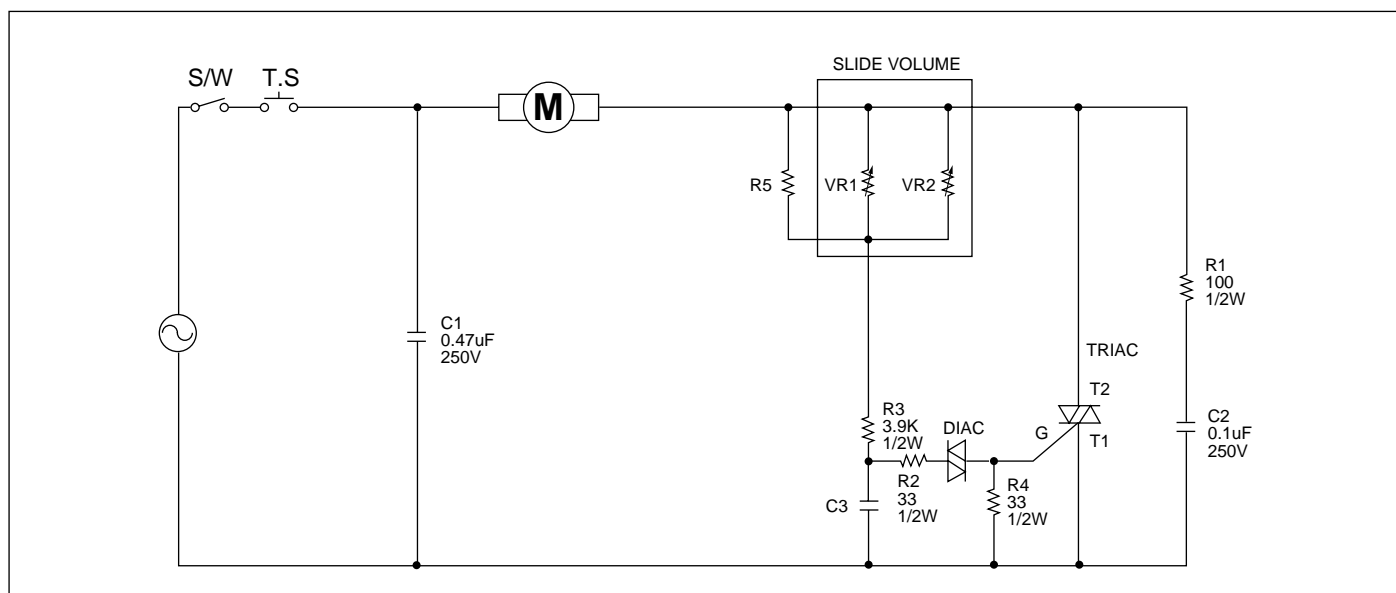 SLIDE VOLUME
S/W
T.S
M
R5
VR1
VR2
R1
100
1/2W
C1
0.47uF
250V
TRIAC
T2
R3
3.9K
1/2W
DIAC
G
T1
C2
0.1uF
250V
R2
33
1/2W
R4
33
1/2W
C3